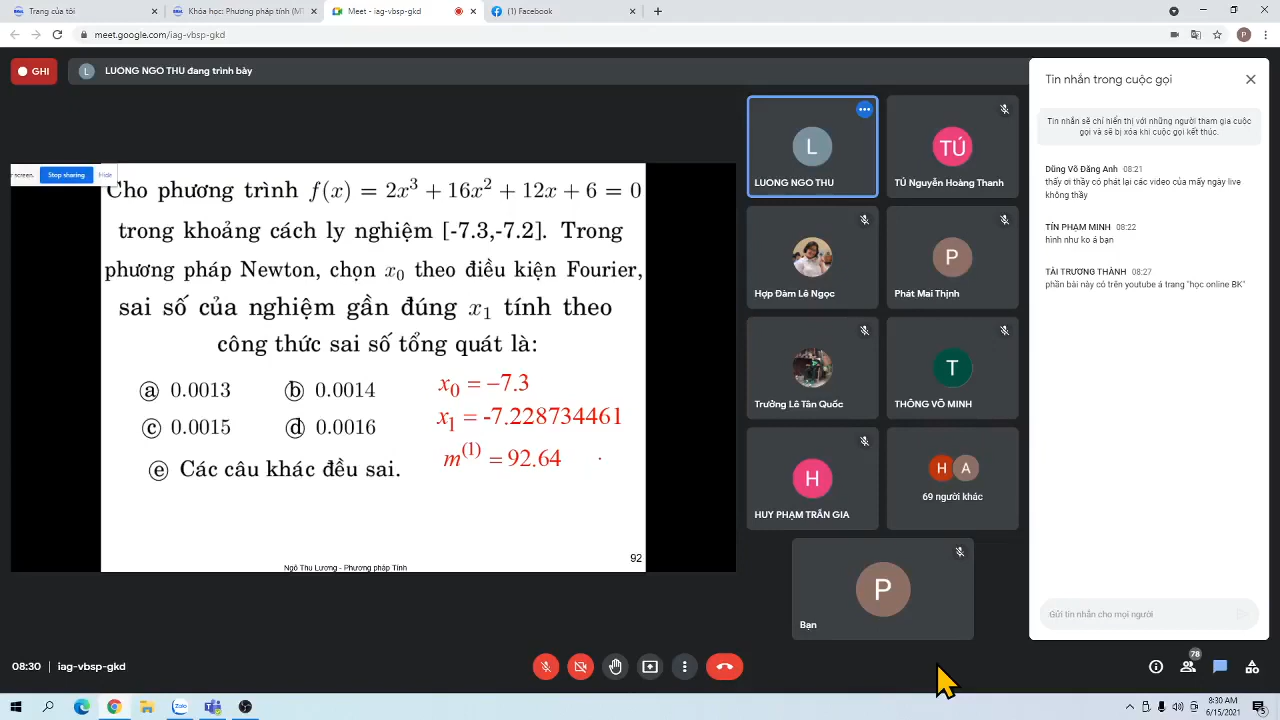 Trang của tôi
Khóa học: Phương pháp tính (MT
Meet - iag-vbsp-gkd
(1) Facebook
meet.google.com/iag-vbsp-gkd
P
GHI
L LUONG NGO THU đang trình bày
Tin nhắn trong cuộc gọi
Tin nhắn sẽ chỉ hiển thị với những người tham gia cuộc
gọi và sẽ bị xóa khi cuộc gọi kết thúc.
Dũng Võ Đăng Anh 08:21
thấy ơi thầy có phát lại các video của mấy ngày live
không thầy
TÍN PHẠM MINH 08:22
hình như ko á bạn
TÀI TRƯƠNG THÀNH 08:27
phần bài này có trên youtube á trang "học online BK"
Gửi tin nhắn cho mọi người
r screen. Stop sharing Hide
Cho phương trình f(x) = 2x³ + 16x² + 12x + 6 = 0
trong khoảng cách ly nghiệm [-7.3,-7.2]. Trong
phương pháp Newton, chọn x₀ theo điều kiện Fourier,
sai số của nghiệm gần đúng x₁ tính theo
công thức sai số tổng quát là:
ⓐ 0.0013 ⓑ 0.0014
ⓒ 0.0015 ⓓ 0.0016
ⓔ Các câu khác đều sai.
x₀ = −7.3
x₁ = -7.228734461
m⁽¹⁾ = 92.64
92
Ngô Thu Lương - Phương pháp Tính
L
LUONG NGO THU
TÚ
TÚ Nguyễn Hoàng Thanh
Hợp Đàm Lê Ngọc
P
Phát Mai Thịnh
Trưởng Lê Tân Quốc
T
THÔNG VÕ MINH
H
HUY PHẠM TRẦN GIA
H A
69 người khác
P
Bạn
08:30 iag-vbsp-gkd
78
Zalo
8:30 AM
6/15/2021
5